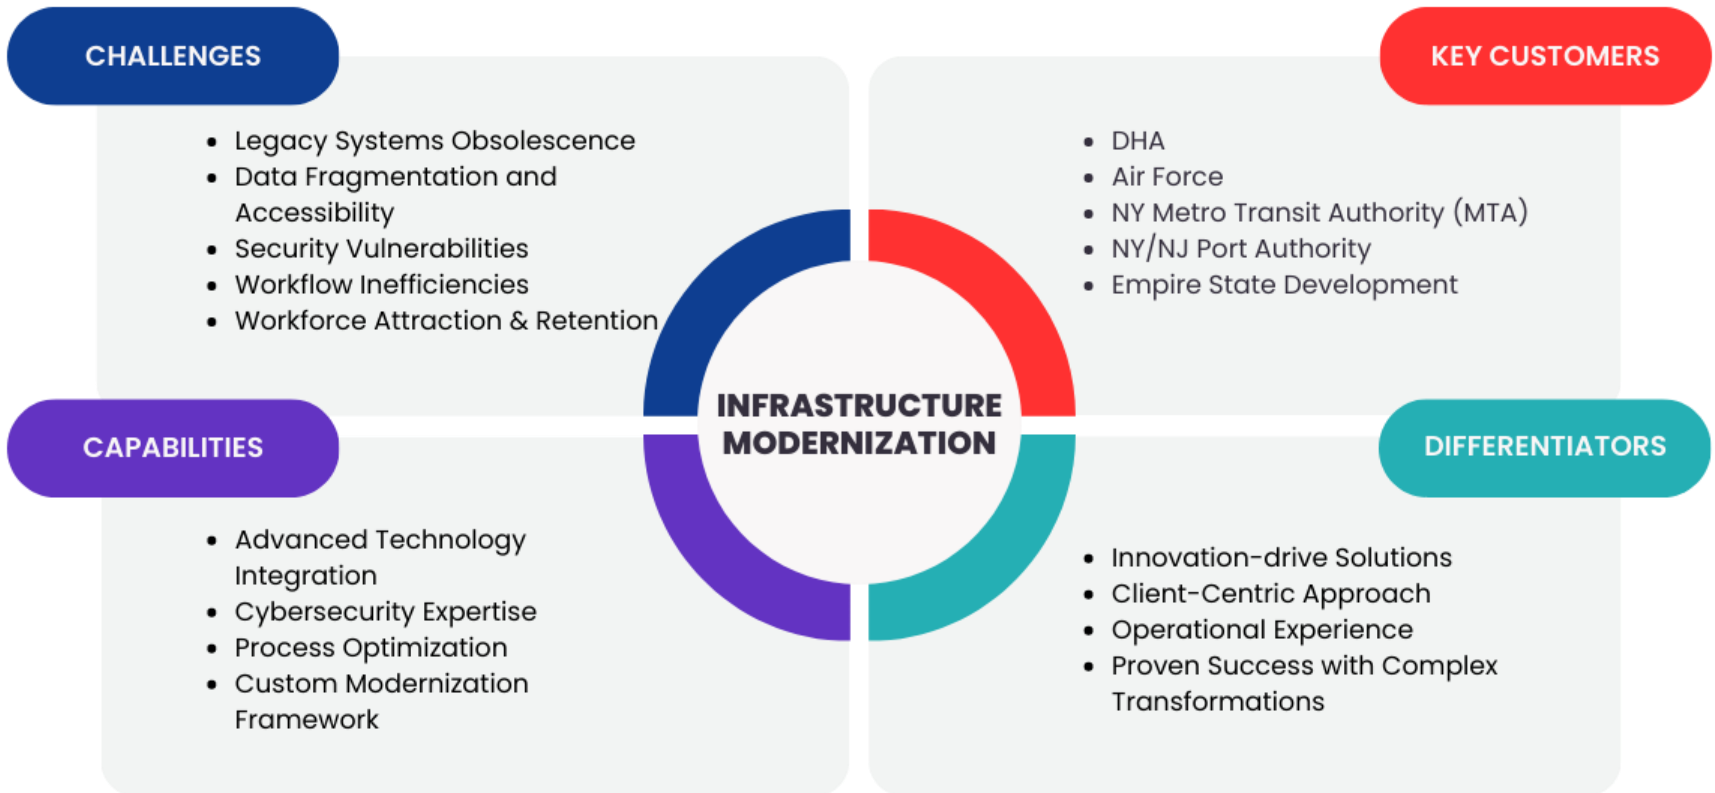 CHALLENGES
• Legacy Systems Obsolescence
• Data Fragmentation and
Accessibility
• Security Vulnerabilities
• Workflow Inefficiencies
• Workforce Attraction & Retention
KEY CUSTOMERS
• DHA
• Air Force
• NY Metro Transit Authority (MTA)
• NY/NJ Port Authority
• Empire State Development
INFRASTRUCTURE
MODERNIZATION
CAPABILITIES
• Advanced Technology
Integration
• Cybersecurity Expertise
• Process Optimization
• Custom Modernization
Framework
DIFFERENTIATORS
• Innovation-drive Solutions
• Client-Centric Approach
• Operational Experience
• Proven Success with Complex
Transformations